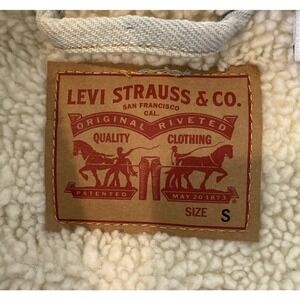 LEVI STRAUSS & CO.
SAN FRANCISCO
CAL.
ORIGINAL RIVETED
QUALITY CLOTHING
PATENTED MAY 20 1873
SIZE S